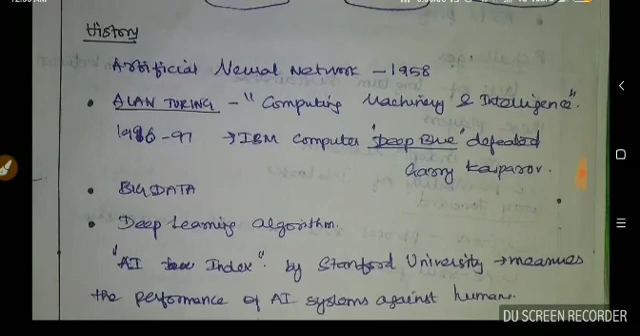 History
Artificial Neural Network - 1958
• ALAN TURING - "Computing Machinery & Intelligence".
1996-97 → IBM Computer "Deep Blue" defeated
Garry Kasparov.
• BIG DATA
• Deep Learning algorithm.
"AI Index" by Stanford University → measures
the performance of AI systems against human.
DU SCREEN RECORDER